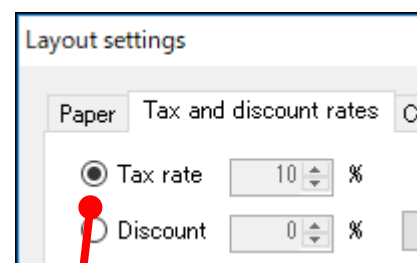 Layout settings
Paper Tax and discount rates
Tax rate 10 %
Discount 0 %